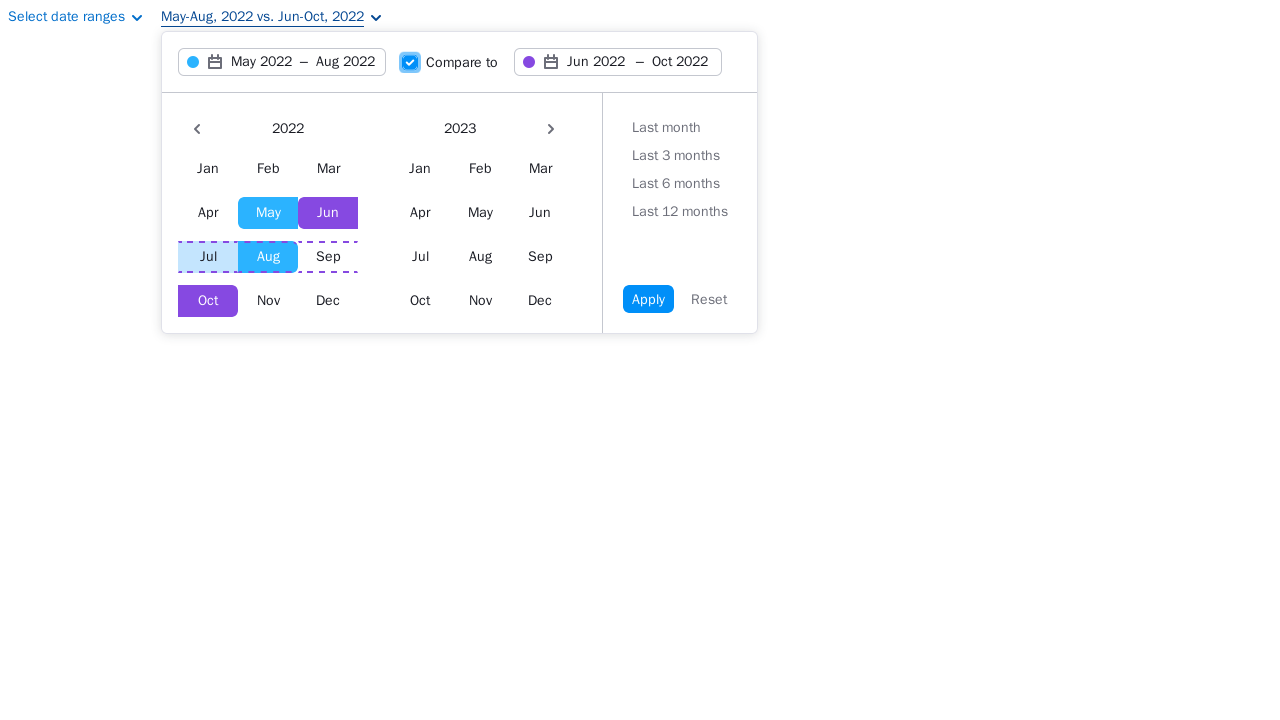 Select date ranges
May-Aug, 2022 vs. Jun-Oct, 2022
May 2022 – Aug 2022
Compare to
Jun 2022 – Oct 2022
2022
Jan Feb Mar
Apr May Jun
Jul Aug Sep
Oct Nov Dec
2023
Jan Feb Mar
Apr May Jun
Jul Aug Sep
Oct Nov Dec
Last month
Last 3 months
Last 6 months
Last 12 months
Apply
Reset